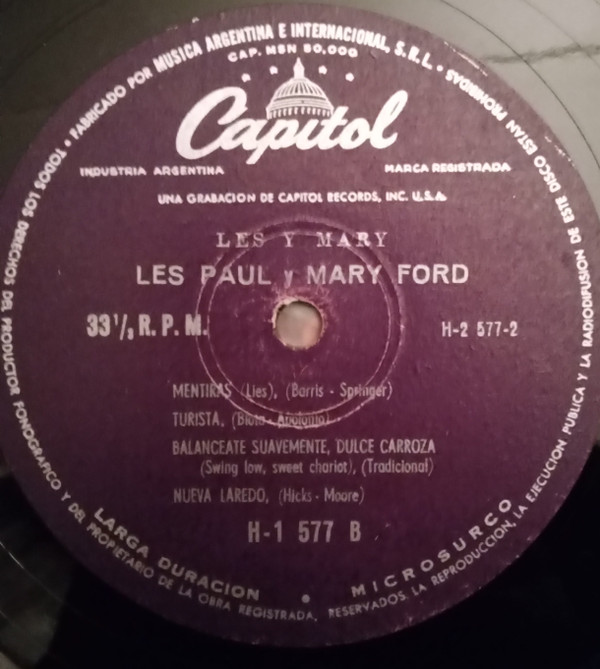 FABRICADO POR MUSICA ARGENTINA E INTERNACIONAL, S.R.L.
CAP. MSN 50,000
Capitol
INDUSTRIA ARGENTINA
MARCA REGISTRADA
UNA GRABACION DE CAPITOL RECORDS, INC. U.S.A.
LES Y MARY
LES PAUL y MARY FORD
33 1/3 R. P. M.
H-2 577-2
MENTIRAS (Lies), (Barris - Springer)
TURISTA,
BALANCEATE SUAVEMENTE, DULCE CARROZA
(Swing low, sweet chariot), (Tradicional)
NUEVA LAREDO, (Hicks - Moore)
H-1 577 B
LARGA DURACION • MICROSURCO
TODOS LOS DERECHOS DEL PRODUCTOR FONOGRAFICO Y DEL PROPIETARIO DE LA OBRA REGISTRADA, RESERVADOS. LA REPRODUCCION, LA EJECUCION PUBLICA Y LA RADIODIFUSION DE ESTE DISCO ESTAN PROHIBIDAS